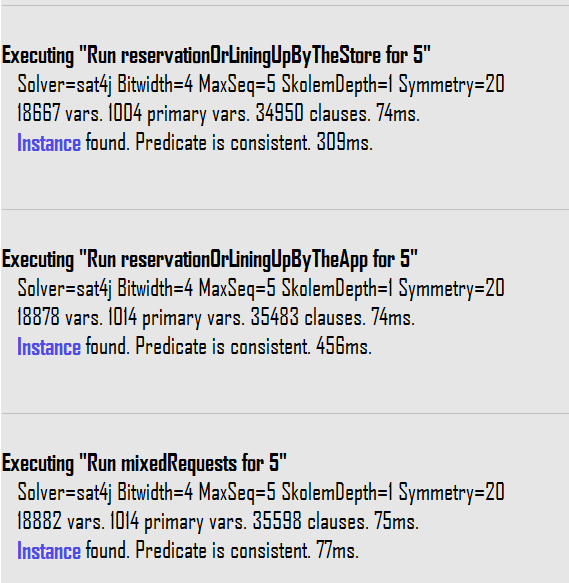 Executing "Run reservationOrLiningUpByTheStore for 5"
Solver=sat4j Bitwidth=4 MaxSeq=5 SkolemDepth=1 Symmetry=20
18667 vars. 1004 primary vars. 34950 clauses. 74ms.
Instance found. Predicate is consistent. 309ms.
Executing "Run reservationOrLiningUpByTheApp for 5"
Solver=sat4j Bitwidth=4 MaxSeq=5 SkolemDepth=1 Symmetry=20
18878 vars. 1014 primary vars. 35483 clauses. 74ms.
Instance found. Predicate is consistent. 456ms.
Executing "Run mixedRequests for 5"
Solver=sat4j Bitwidth=4 MaxSeq=5 SkolemDepth=1 Symmetry=20
18882 vars. 1014 primary vars. 35598 clauses. 75ms.
Instance found. Predicate is consistent. 77ms.